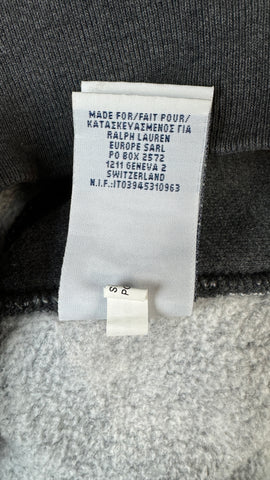 MADE FOR/FAIT POUR/
ΚΑΤΑΣΚΕΥΑΣΜΕΝΟΣ ΓΙΑ
RALPH LAUREN
EUROPE SARL
PO BOX 2572
1211 GENEVA 2
SWITZERLAND
N.I.F.:IT03945310963